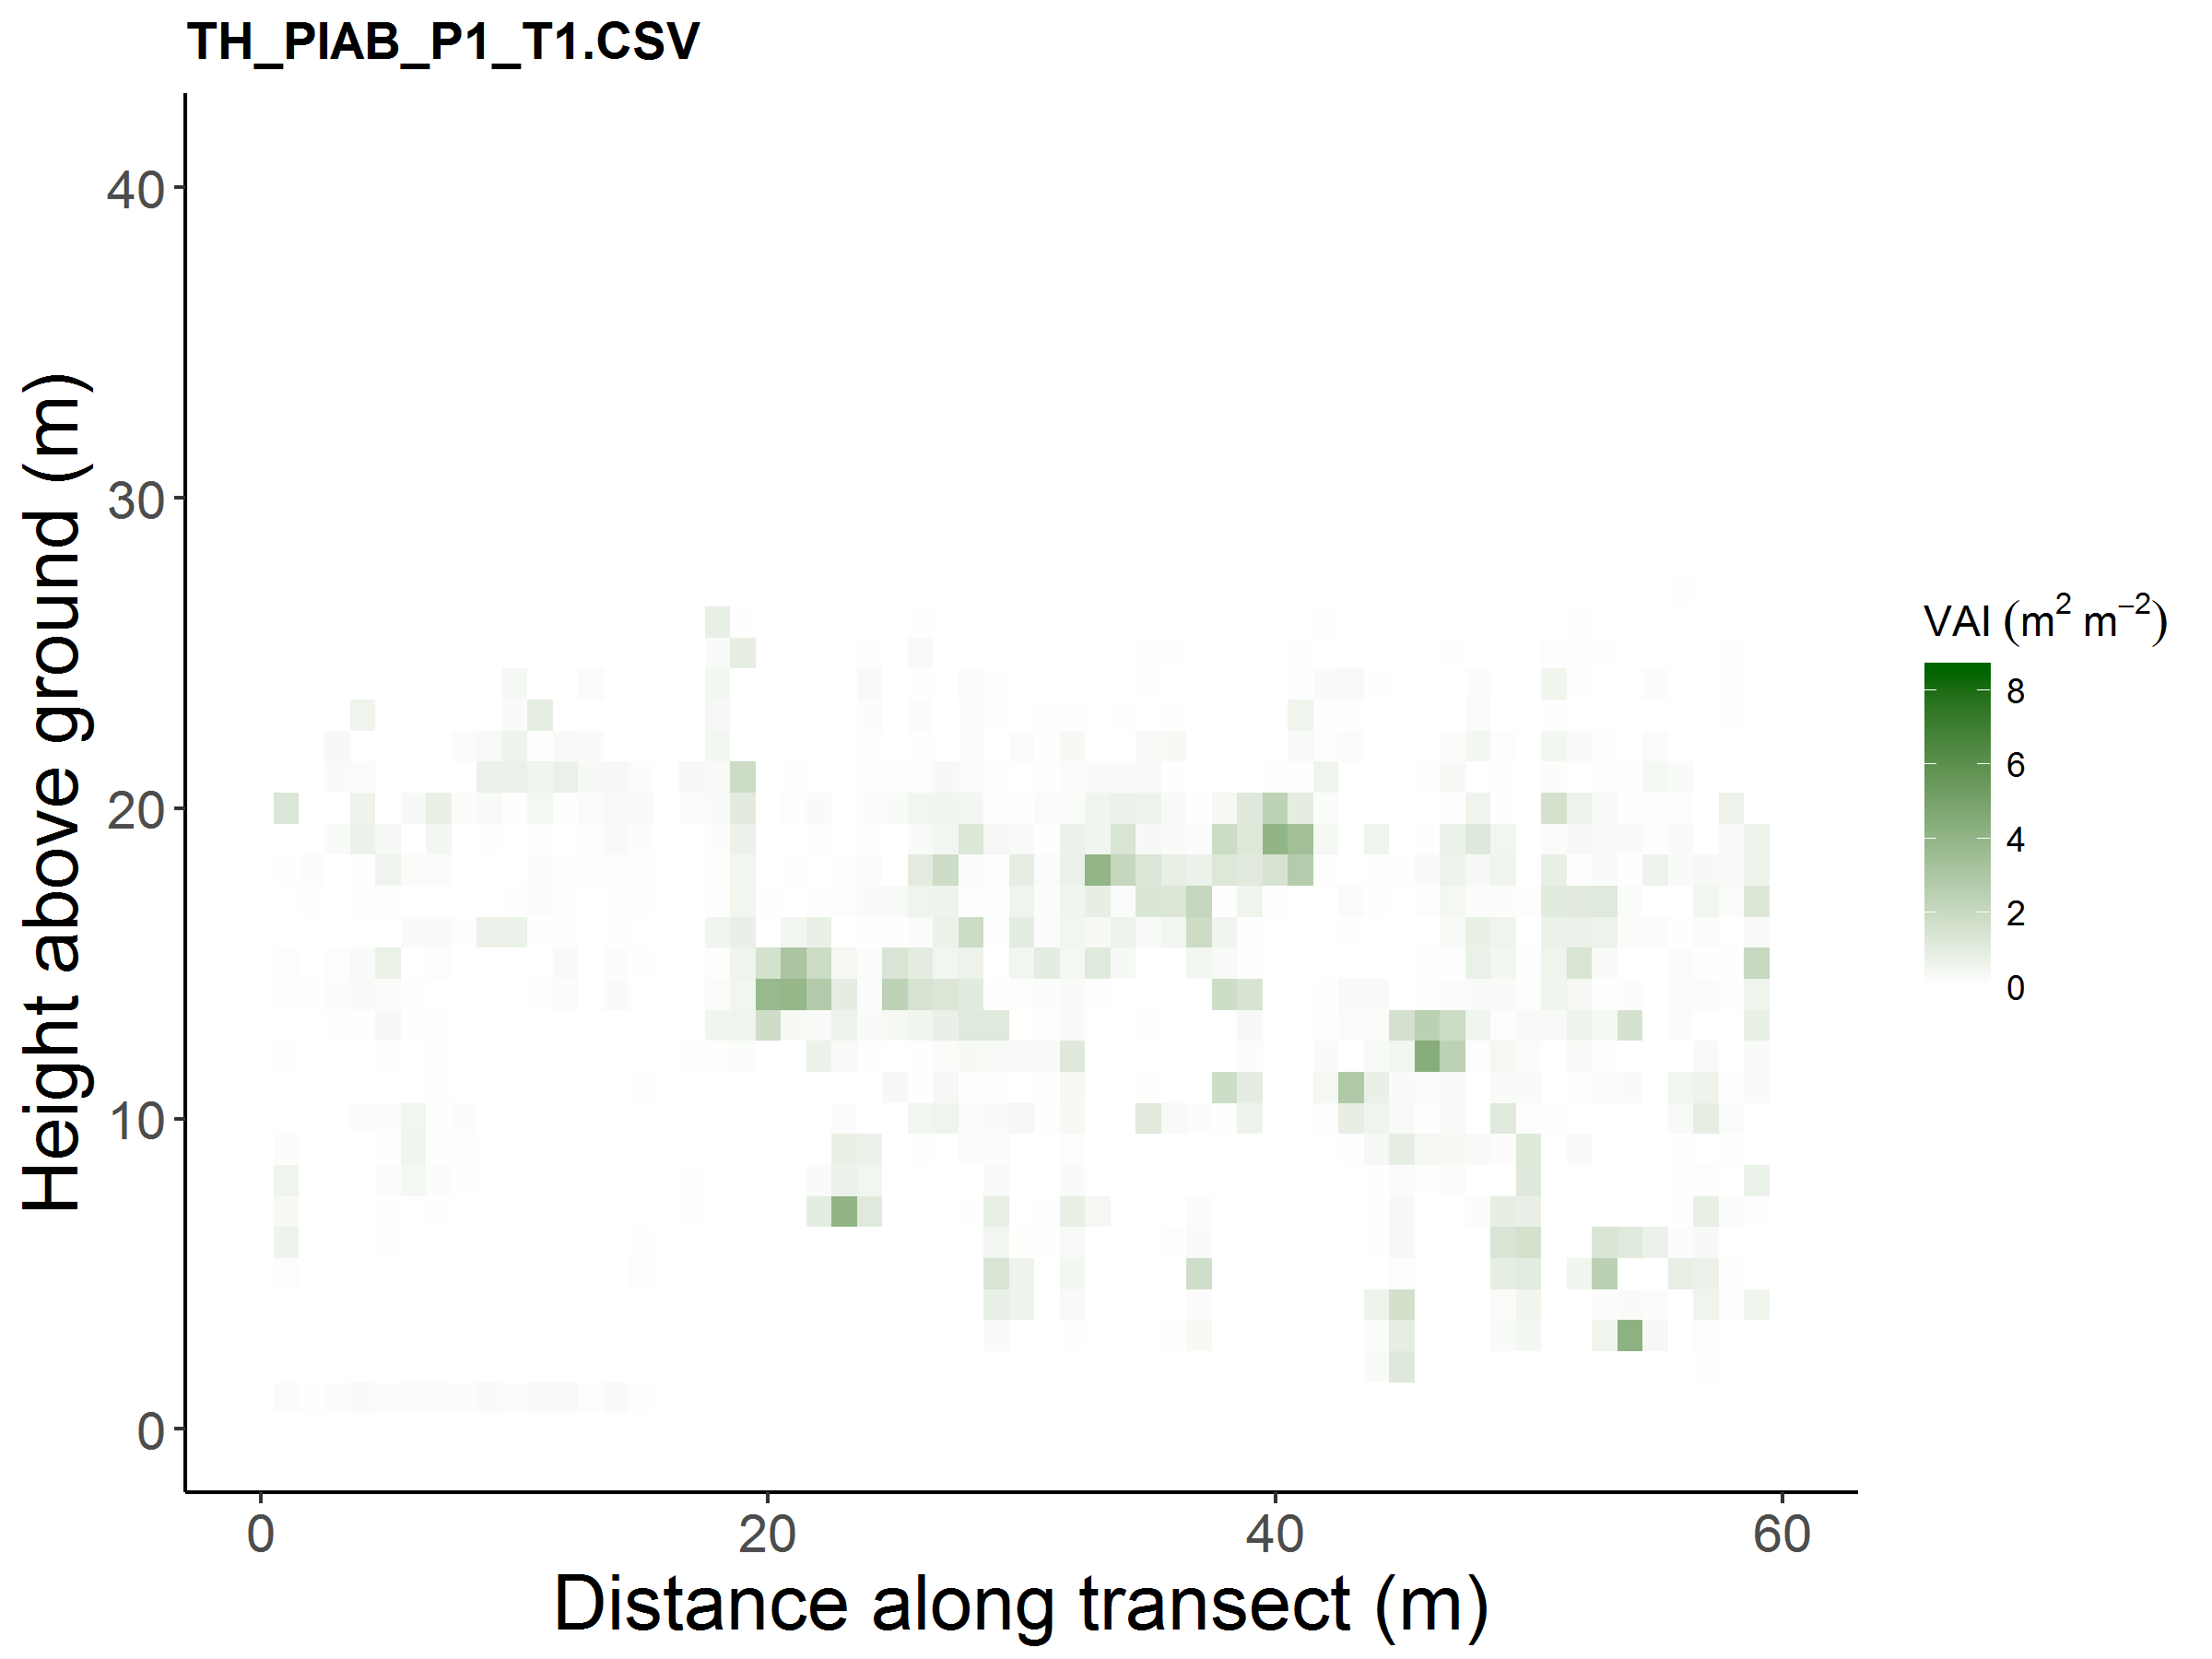 TH_PIAB_P1_T1.CSV
Height above ground (m)
40
30
20
10
0
0 20 40 60
Distance along transect (m)
VAI (m² m⁻²)
8
6
4
2
0